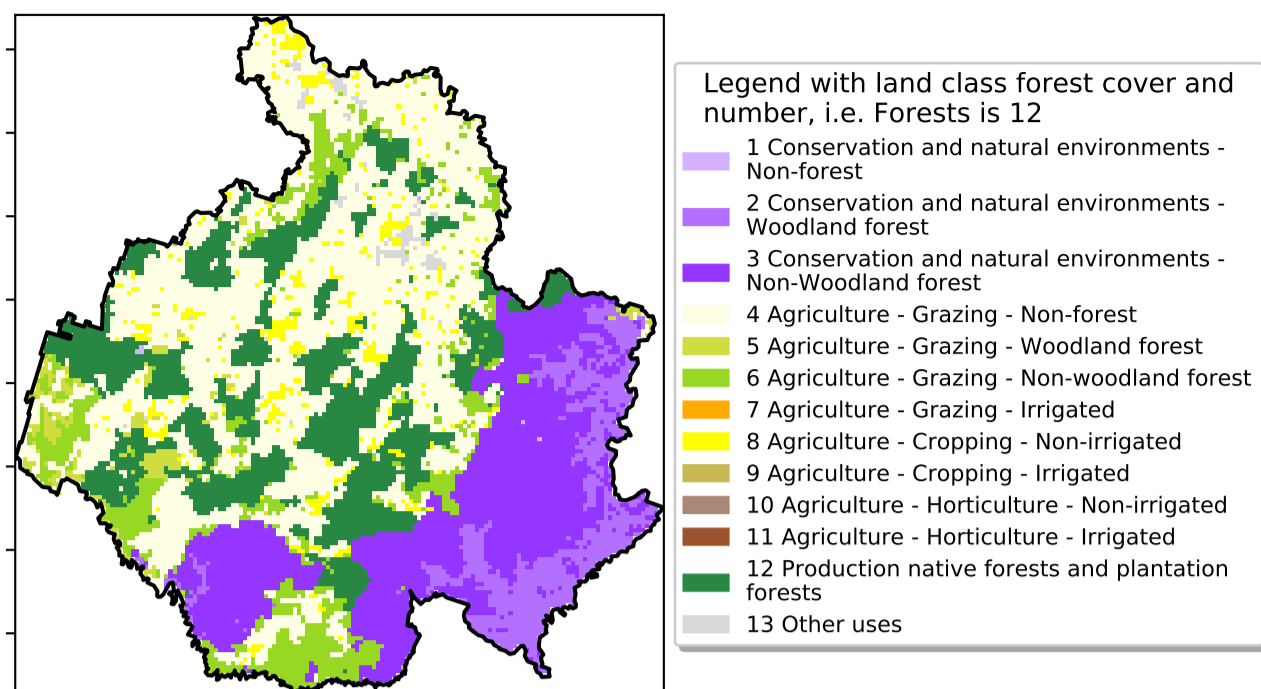 Legend with land class forest cover and
number, i.e. Forests is 12
1 Conservation and natural environments -
Non-forest
2 Conservation and natural environments -
Woodland forest
3 Conservation and natural environments -
Non-Woodland forest
4 Agriculture - Grazing - Non-forest
5 Agriculture - Grazing - Woodland forest
6 Agriculture - Grazing - Non-woodland forest
7 Agriculture - Grazing - Irrigated
8 Agriculture - Cropping - Non-irrigated
9 Agriculture - Cropping - Irrigated
10 Agriculture - Horticulture - Non-irrigated
11 Agriculture - Horticulture - Irrigated
12 Production native forests and plantation
forests
13 Other uses